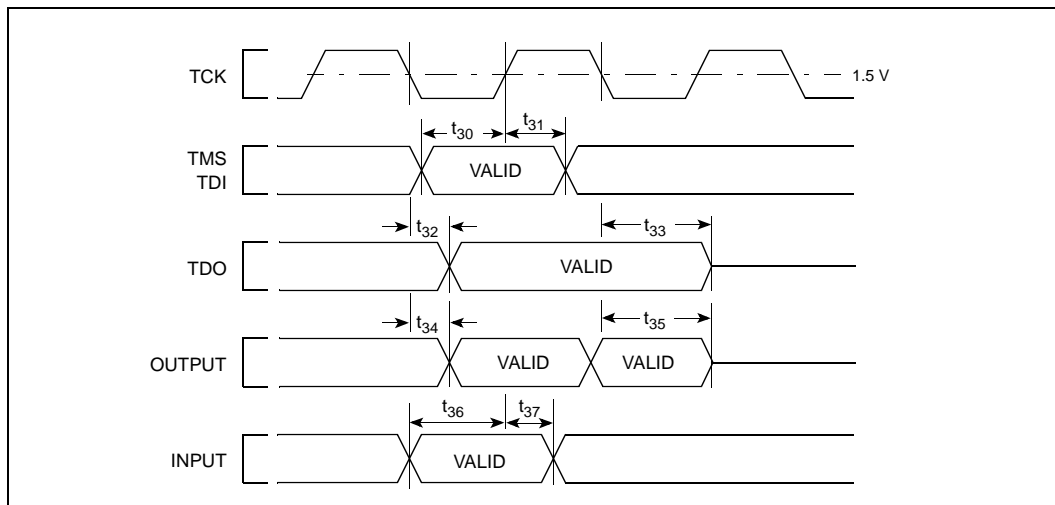 TCK
1.5 V
t30
t31
TMS
TDI
VALID
t32
t33
TDO
VALID
t34
t35
OUTPUT
VALID
VALID
t36
t37
INPUT
VALID